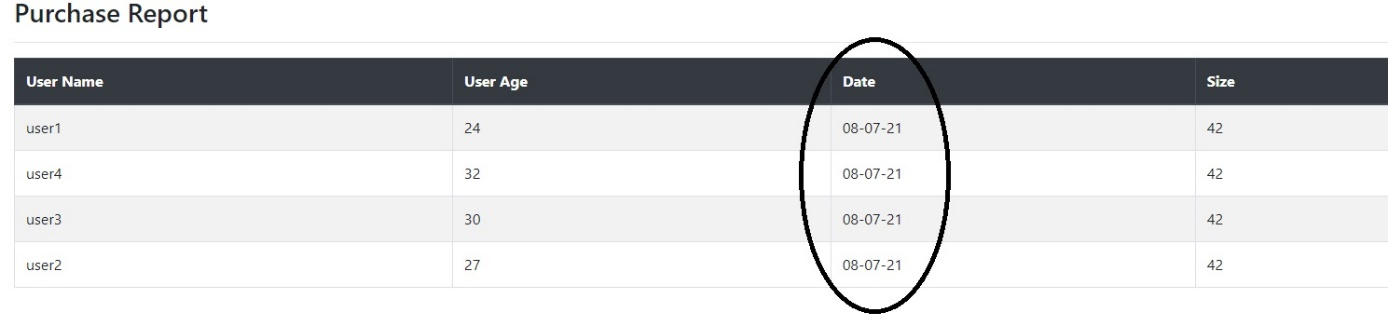 Purchase Report
User Name User Age Date Size
user1 24 08-07-21 42
user4 32 08-07-21 42
user3 30 08-07-21 42
user2 27 08-07-21 42